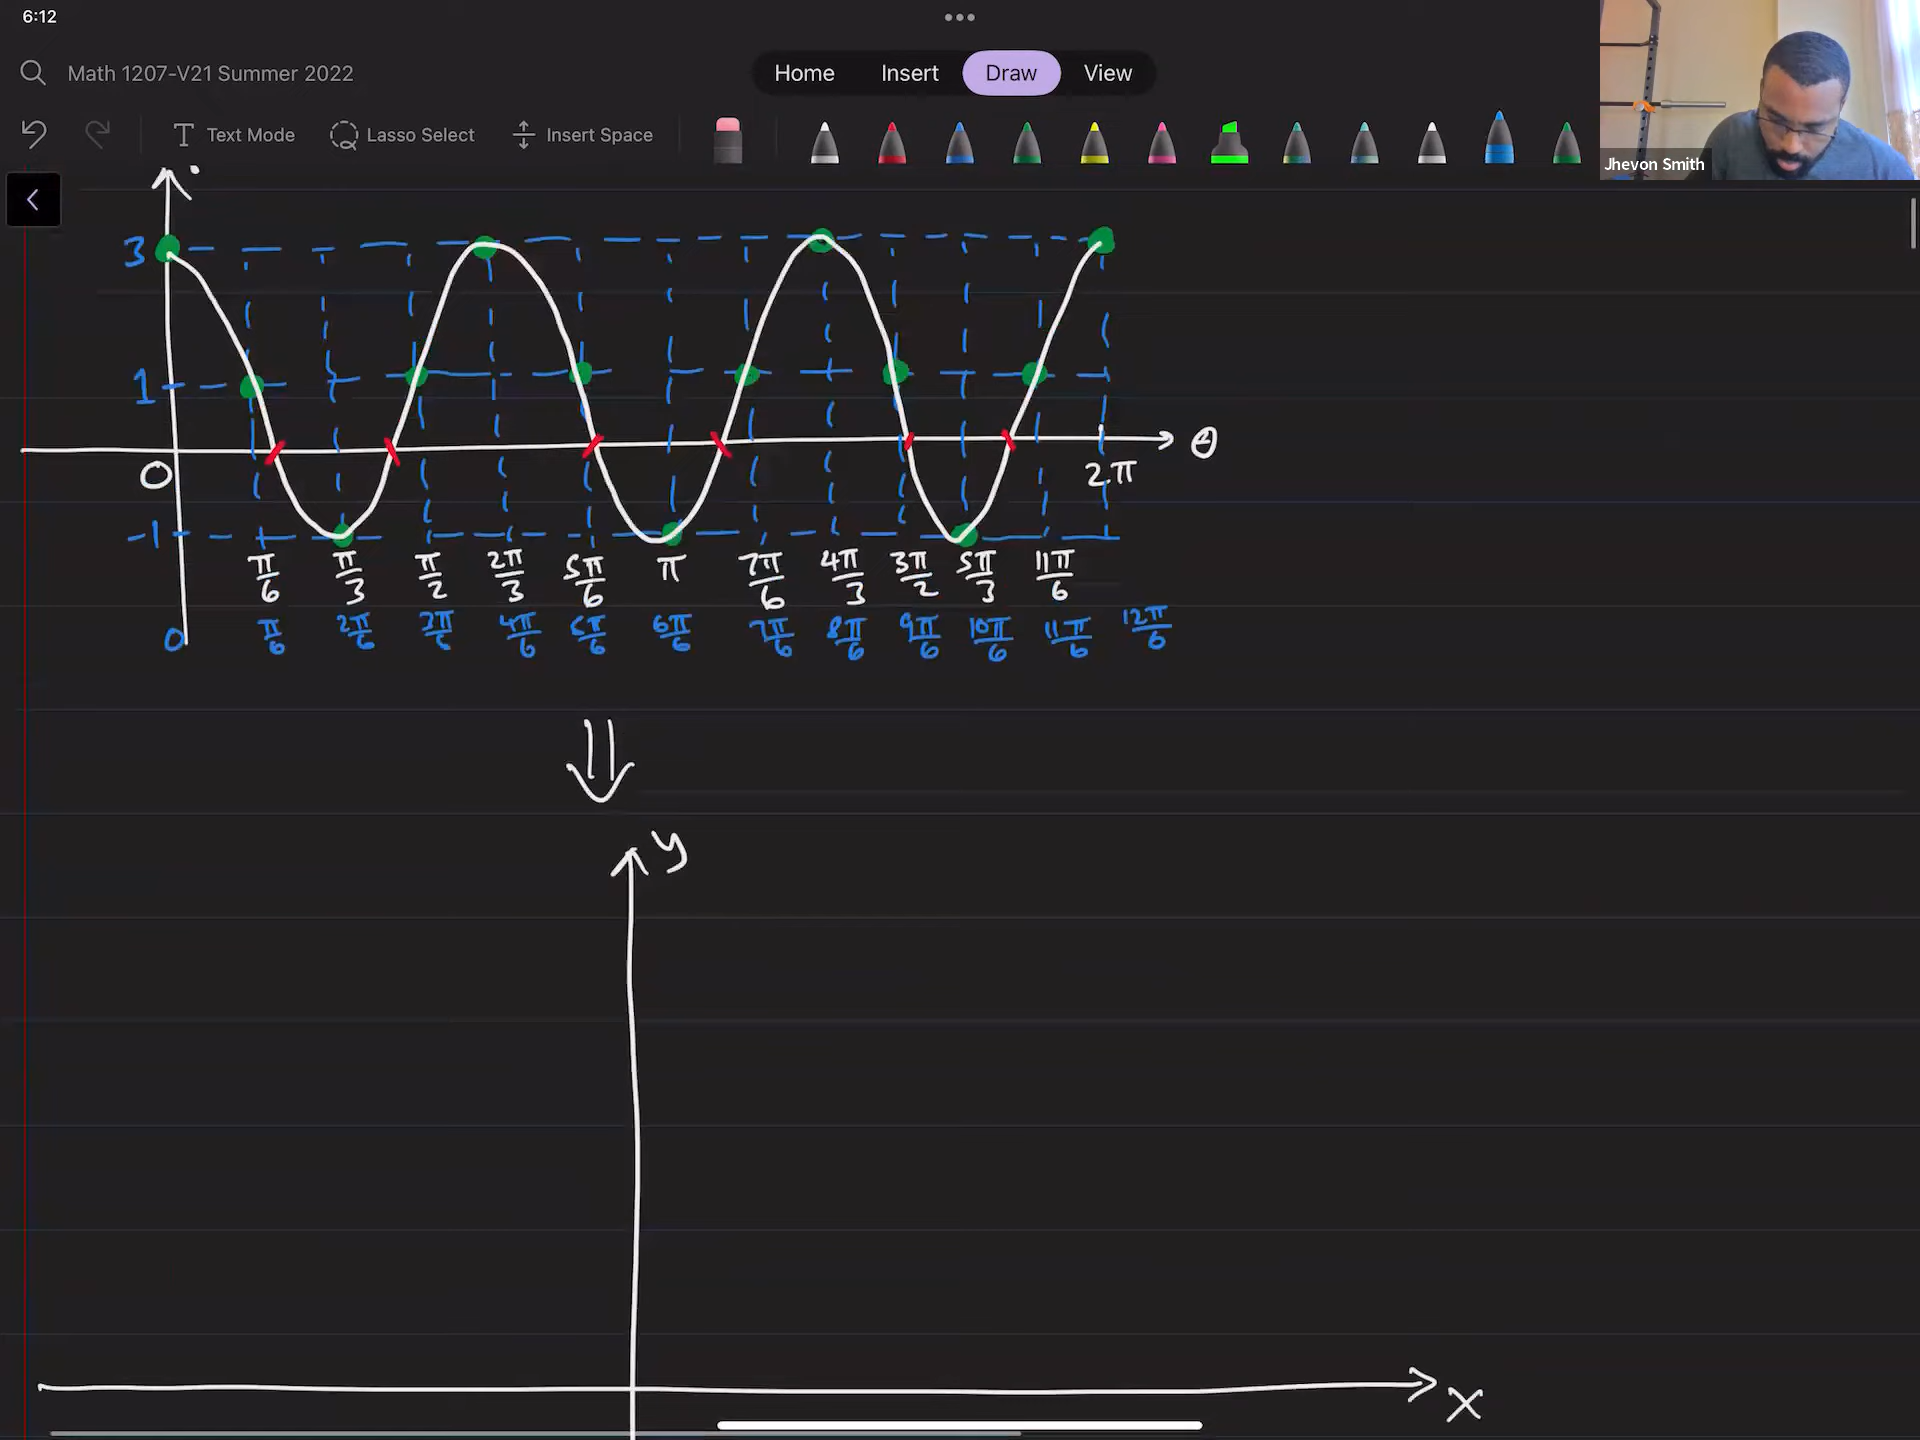 6:12
Math 1207-V21 Summer 2022
Home Insert Draw View
Text Mode Lasso Select Insert Space
Jhevon Smith
3
1
θ
0
2π
-1
π/6 π/3 π/2 2π/3 5π/6 π 7π/6 4π/3 3π/2 5π/3 11π/6
0 π/6 2π/6 3π/6 4π/6 5π/6 6π/6 7π/6 8π/6 9π/6 10π/6 11π/6 12π/6
y
x